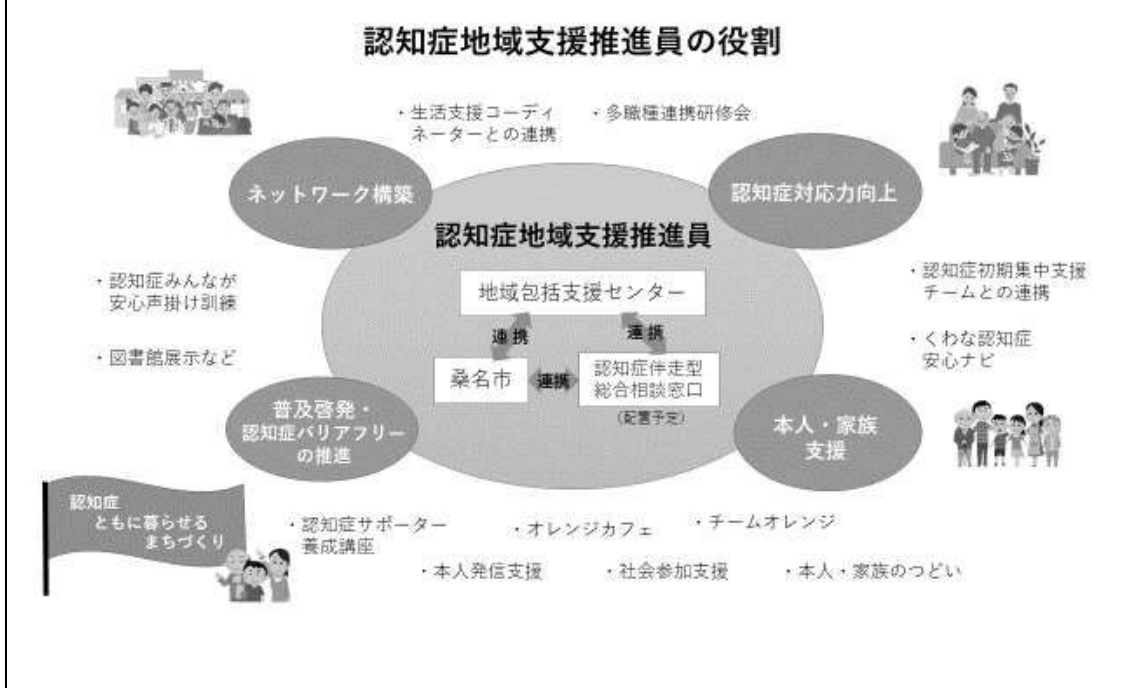 認知症地域支援推進員の役割
・生活支援コーディ
ネーターとの連携
・多職種連携研修会
ネットワーク構築
認知症対応力向上
認知症地域支援推進員
・認知症みんなが
安心声掛け訓練
・図書館展示など
地域包括支援センター
連携
連携
桑名市
連携
認知症伴走型
総合相談窓口
(配置予定)
・認知症初期集中支援
チームとの連携
・くわな認知症
安心ナビ
普及啓発・
認知症バリアフリー
の推進
本人・家族
支援
認知症
ともに暮らせる
まちづくり
・認知症サポーター
養成講座
・オレンジカフェ
・チームオレンジ
・本人発信支援
・社会参加支援
・本人・家族のつどい